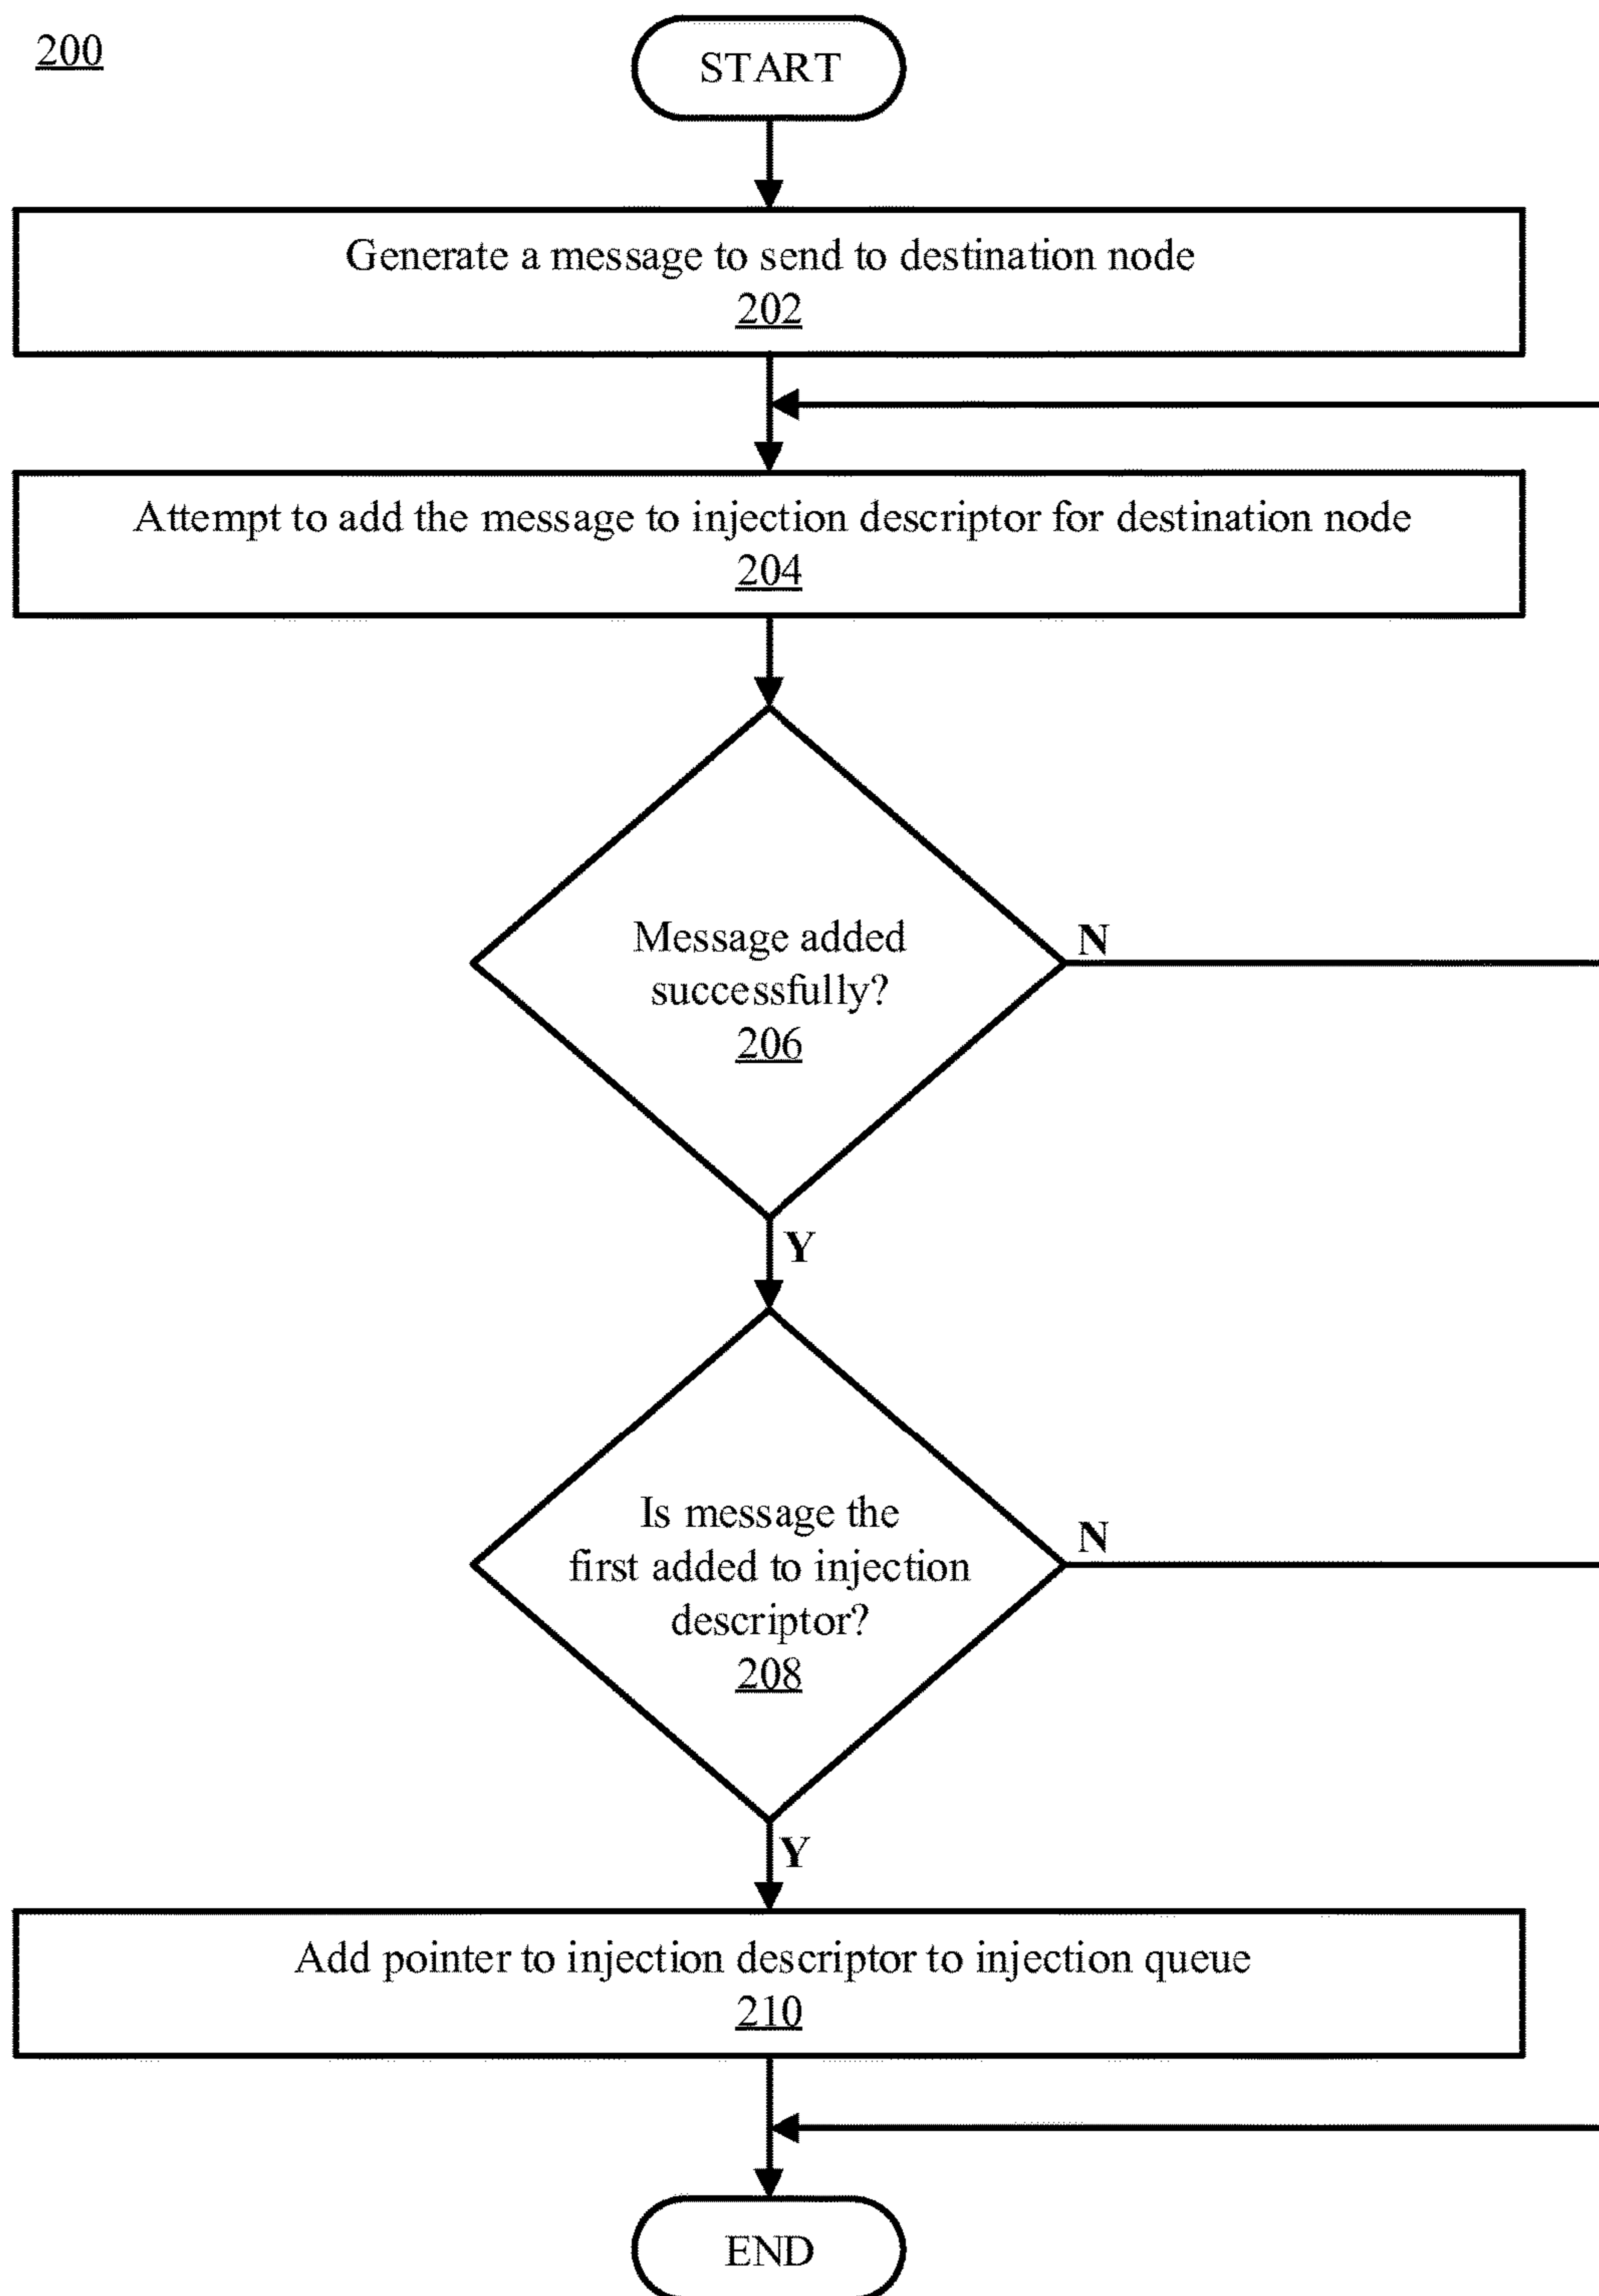 200
START
Generate a message to send to destination node
202
Attempt to add the message to injection descriptor for destination node
204
Message added
successfully?
206
N
Y
Is message the
first added to injection
descriptor?
208
N
Y
Add pointer to injection descriptor to injection queue
210
END